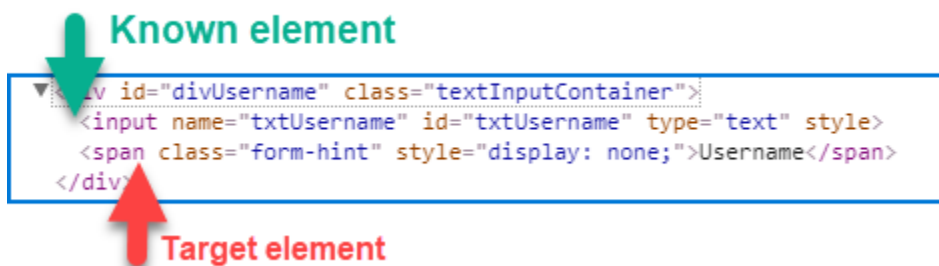 Known element
▼<div id="divUsername" class="textInputContainer">
<input name="txtUsername" id="txtUsername" type="text" style>
<span class="form-hint" style="display: none;">Username</span>
</div>
Target element